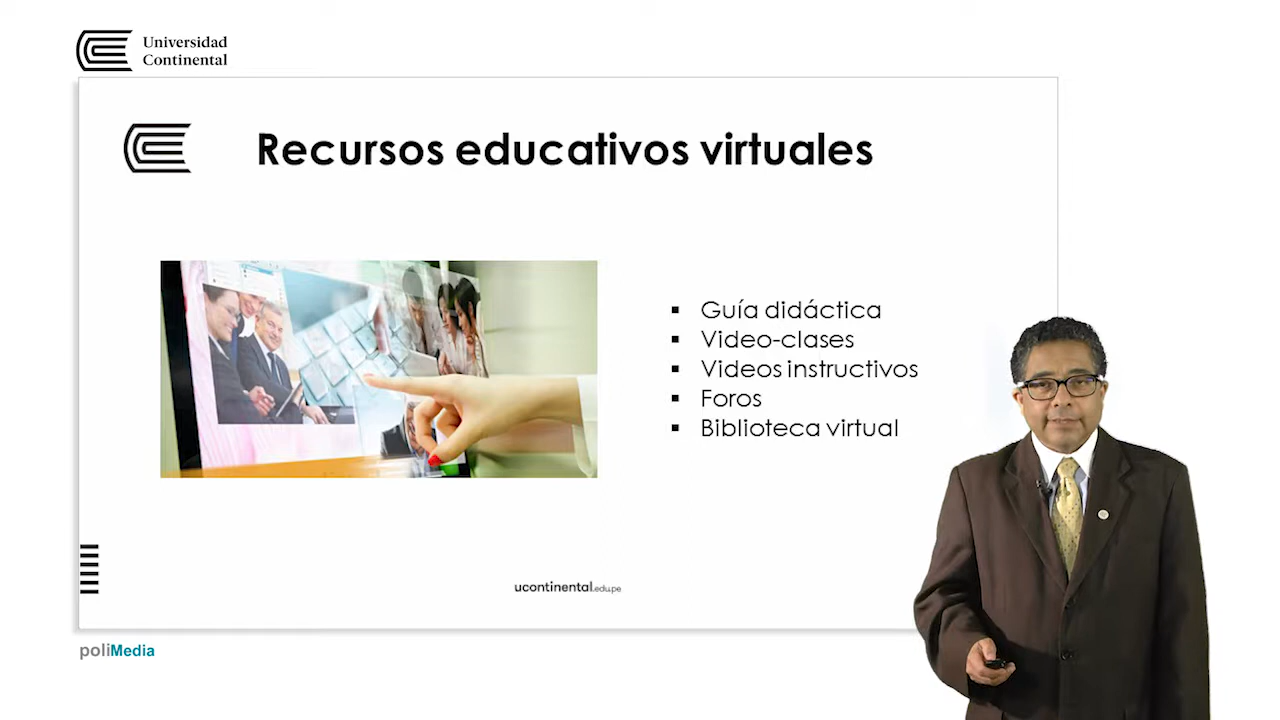 Universidad
Continental
Recursos educativos virtuales
▪ Guía didáctica
▪ Video-clases
▪ Videos instructivos
▪ Foros
▪ Biblioteca virtual
ucontinental.edu.pe
poliMedia